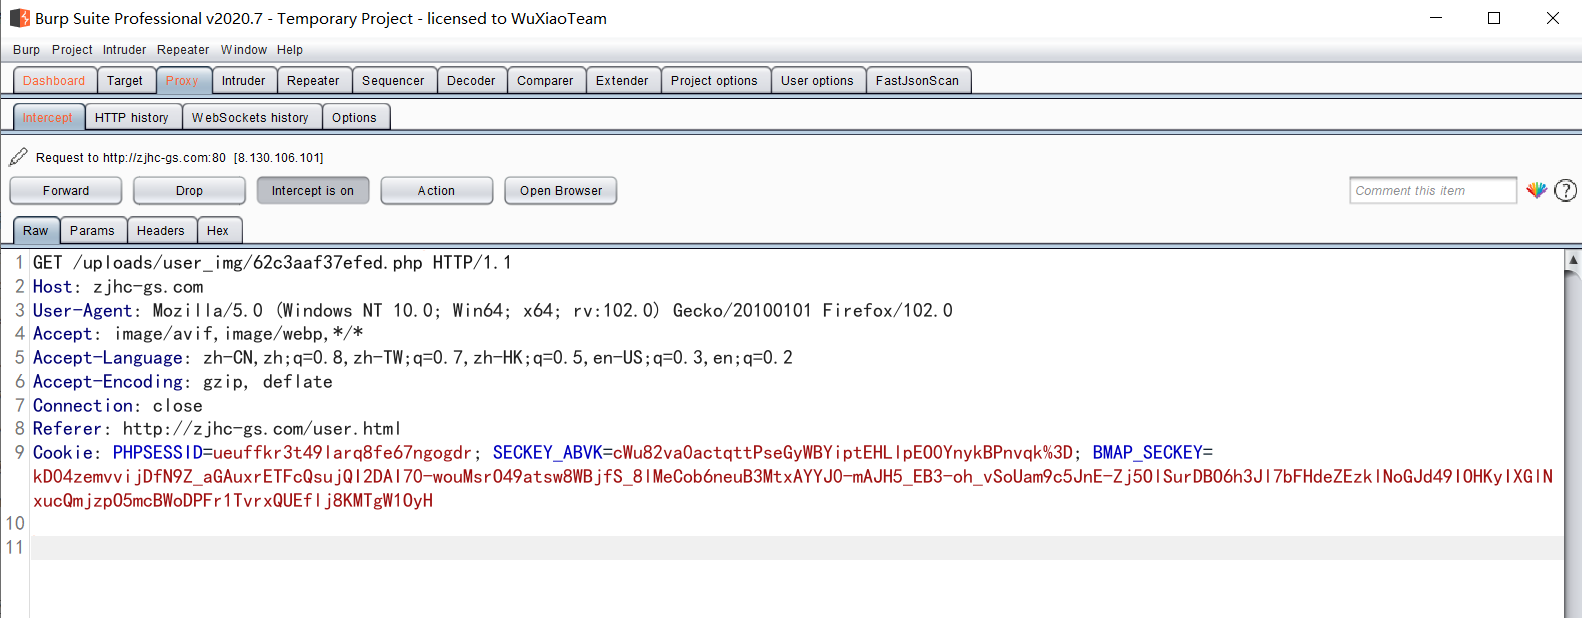 Burp Suite Professional v2020.7 - Temporary Project - licensed to WuXiaoTeam
Burp Project Intruder Repeater Window Help
Dashboard Target Proxy Intruder Repeater Sequencer Decoder Comparer Extender Project options User options FastJsonScan
Intercept HTTP history WebSockets history Options
Request to http://zjhc-gs.com:80 [8.130.106.101]
Forward Drop Intercept is on Action Open Browser Comment this item ?
Raw Params Headers Hex
1 GET /uploads/user_img/62c3aaf37efed.php HTTP/1.1
2 Host: zjhc-gs.com
3 User-Agent: Mozilla/5.0 (Windows NT 10.0; Win64; x64; rv:102.0) Gecko/20100101 Firefox/102.0
4 Accept: image/avif,image/webp,*/*
5 Accept-Language: zh-CN,zh;q=0.8,zh-TW;q=0.7,zh-HK;q=0.5,en-US;q=0.3,en;q=0.2
6 Accept-Encoding: gzip, deflate
7 Connection: close
8 Referer: http://zjhc-gs.com/user.html
9 Cookie: PHPSESSID=ueuffkr3t49larq8fe67ngogdr; SECKEY_ABVK=cWu82va0actqttPseGyWBYiptEHLlpE00YnykBPnvqk%3D; BMAP_SECKEY=
kD04zemvvijDfN9Z_aGAuxrETFcQsujQl2DAl70-wouMsr049atsw8WBjfS_8lMeCob6neuB3MtxAYYJ0-mAJH5_EB3-oh_vSoUam9c5JnE-Zj50lSurDB06h3Jl7bFHdeZEzklNoGJd49lOHKylXGlN
xucQmjzp05mcBWoDPFr1TvrxQUEflj8KMTgW10yH
10
11